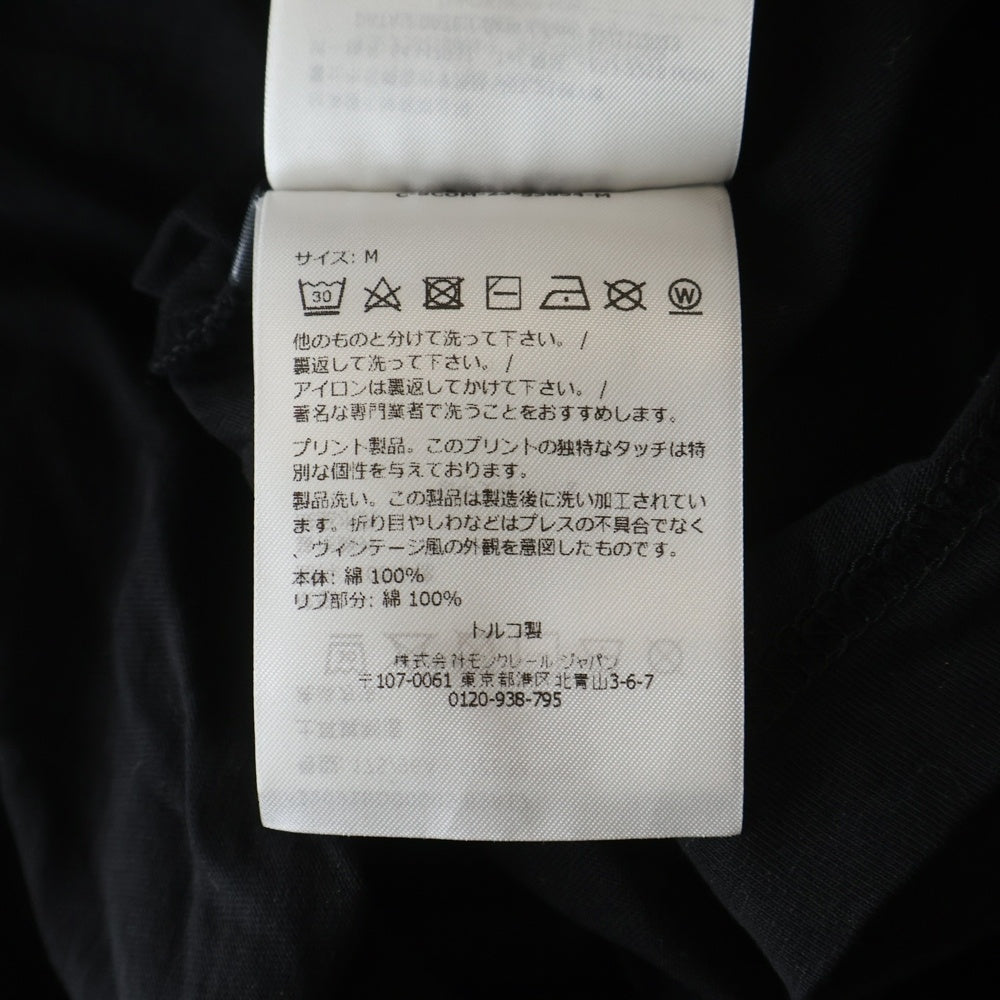 サイズ: M
30
W
他のものと分けて洗って下さい。 /
裏返して洗って下さい。 /
アイロンは裏返してかけて下さい。 /
著名な専門業者で洗うことをおすすめします。
プリント製品。このプリントの独特なタッチは特
別な個性を与えております。
製品洗い。この製品は製造後に洗い加工されてい
ます。折り目やしわなどはプレスの不具合でなく
、ヴィンテージ風の外観を意図したものです。
本体: 綿 100%
リブ部分: 綿 100%
トルコ製
株式会社モンクレール ジャパン
〒107-0061 東京都港区北青山3-6-7
0120-938-795